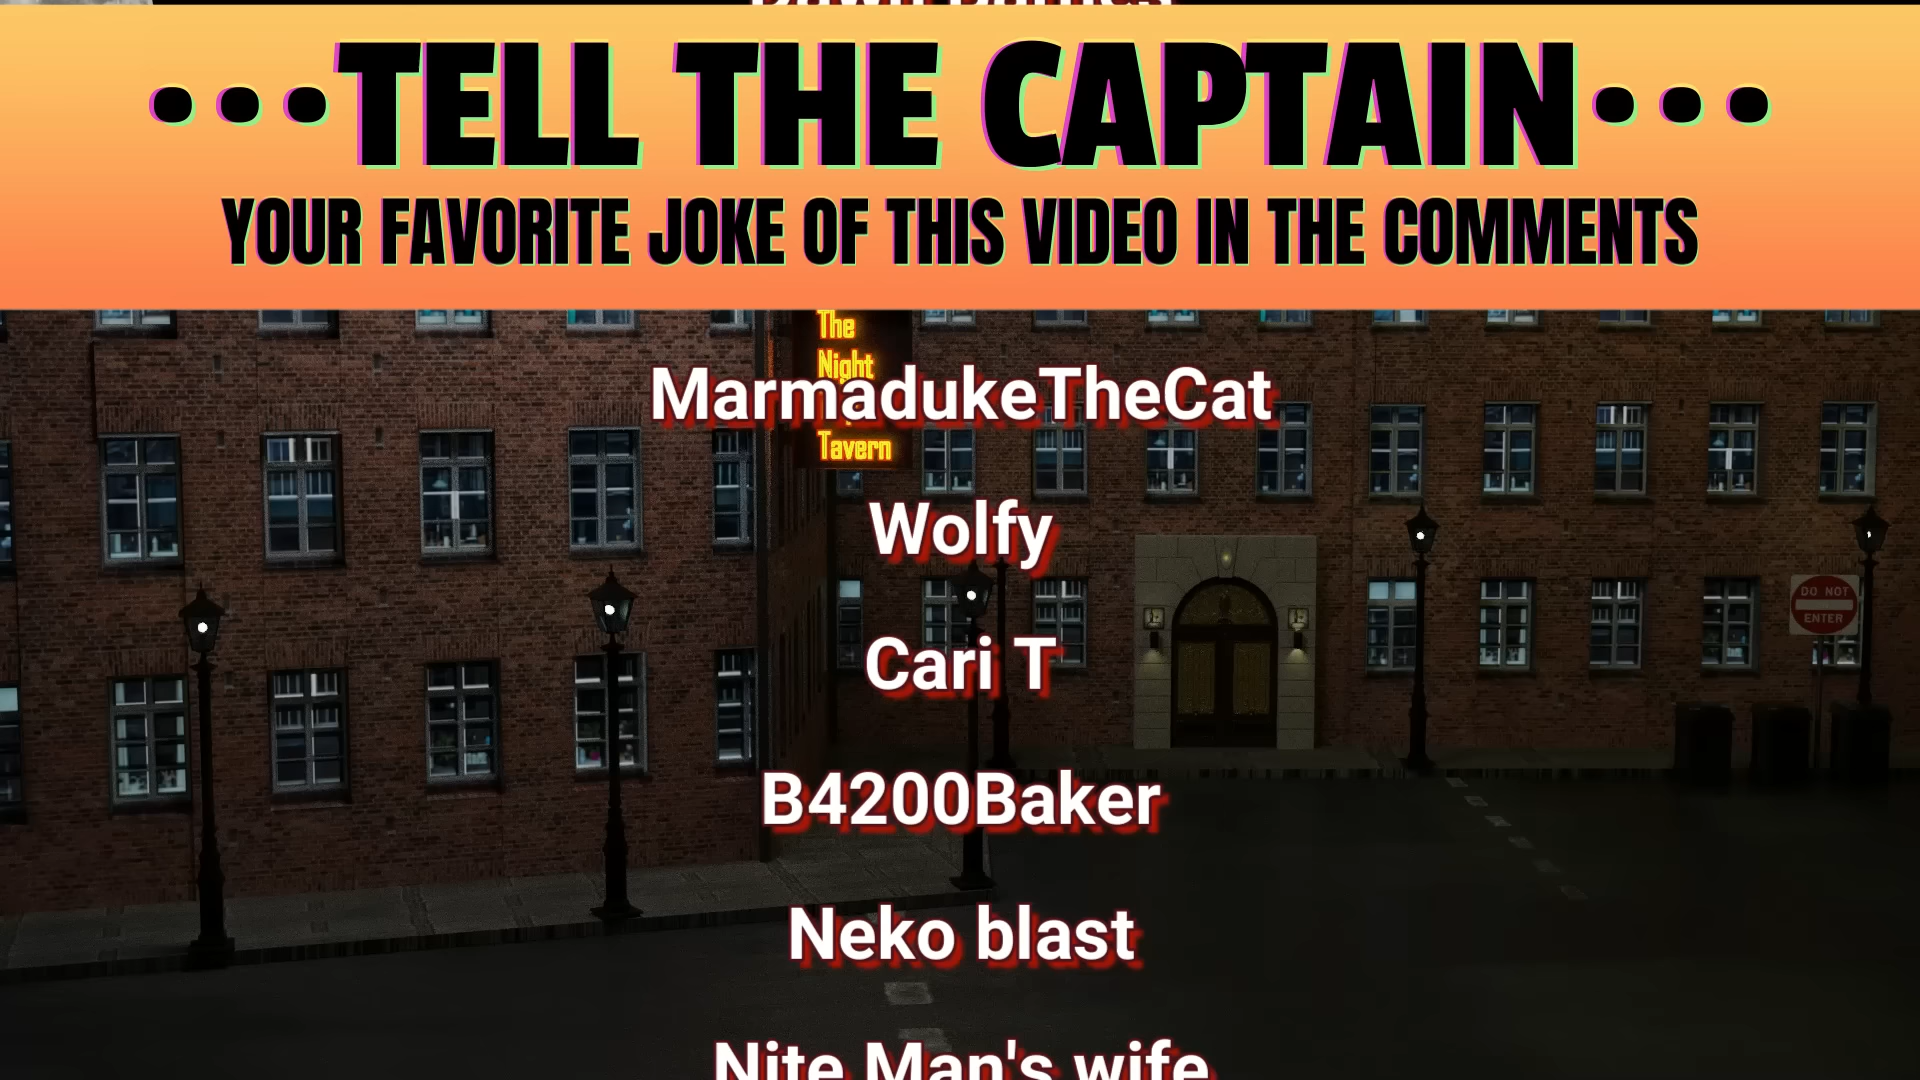 •••TELL THE CAPTAIN•••
YOUR FAVORITE JOKE OF THIS VIDEO IN THE COMMENTS
The
Night
Tavern
MarmadukeTheCat
Wolfy
Cari T
DO NOT
ENTER
B4200Baker
Neko blast
Nite Man's wife